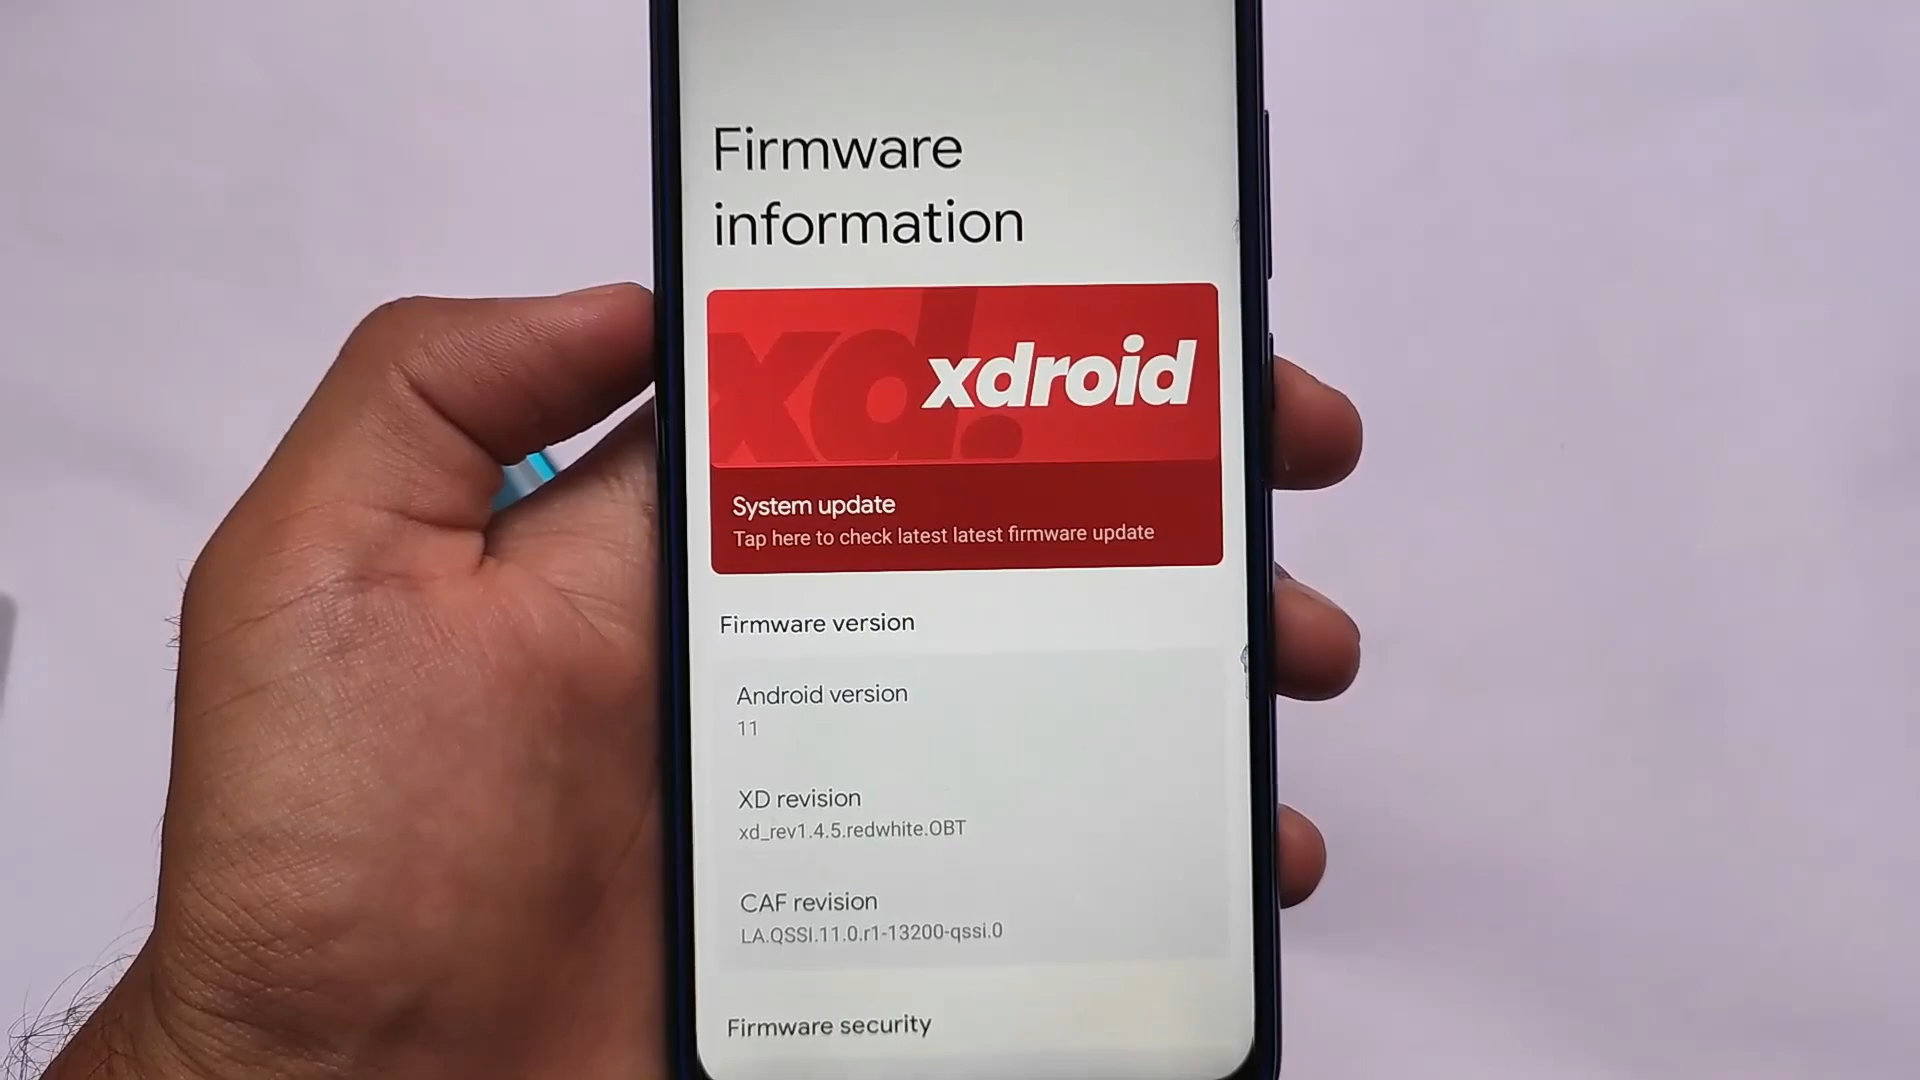 Firmware
information
xd.
xdroid
System update
Tap here to check latest latest firmware update
Firmware version
Android version
11
XD revision
xd_rev1.4.5.redwhite.OBT
CAF revision
LA.QSSI.11.0.r1-13200-qssi.0
Firmware security